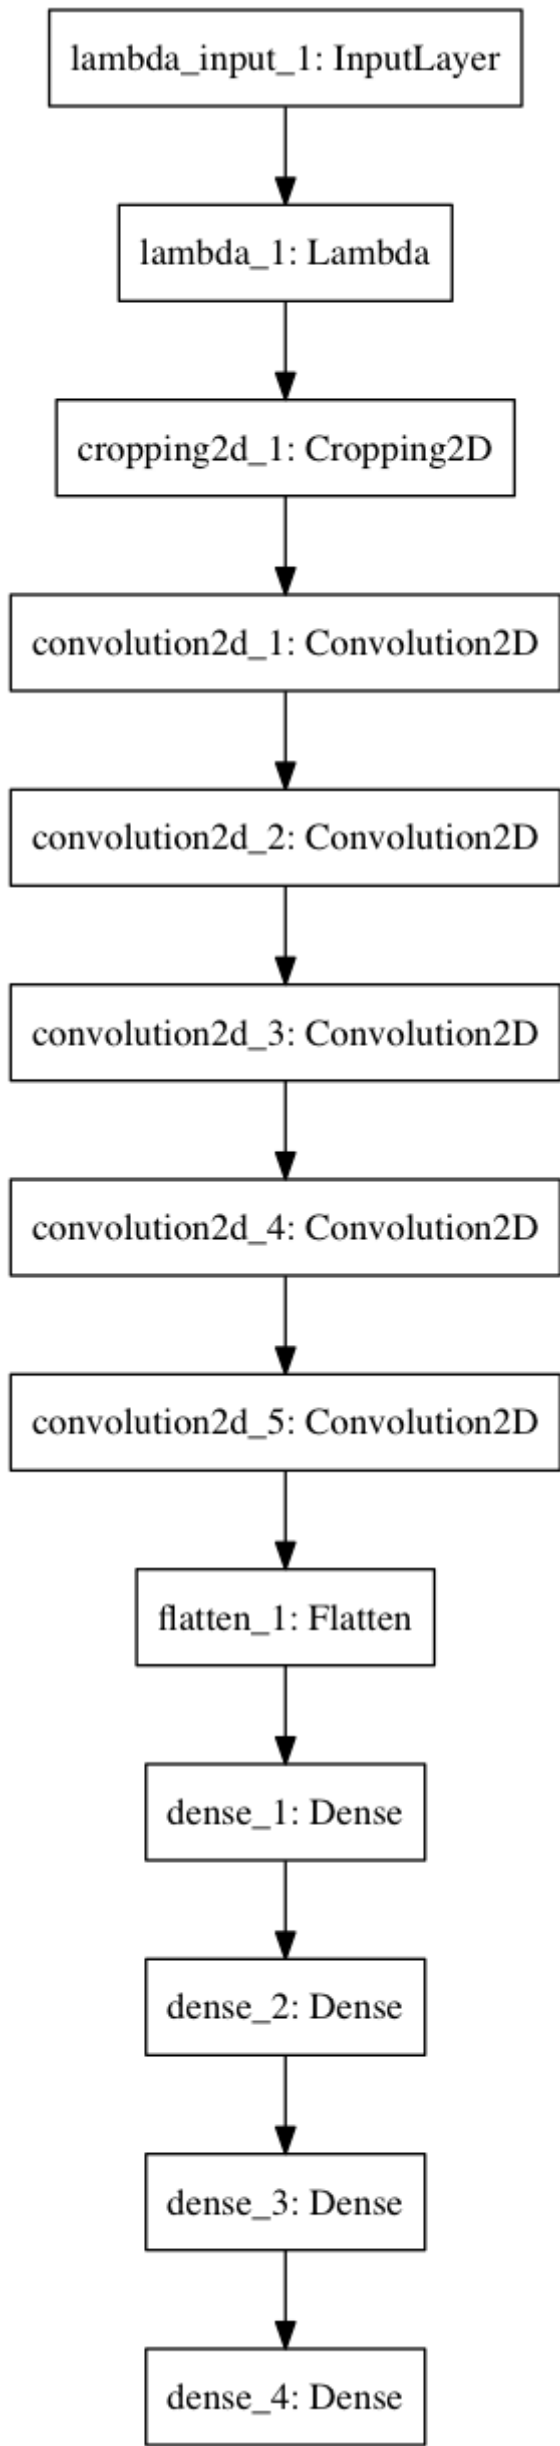 lambda_input_1: InputLayer
lambda_1: Lambda
cropping2d_1: Cropping2D
convolution2d_1: Convolution2D
convolution2d_2: Convolution2D
convolution2d_3: Convolution2D
convolution2d_4: Convolution2D
convolution2d_5: Convolution2D
flatten_1: Flatten
dense_1: Dense
dense_2: Dense
dense_3: Dense
dense_4: Dense